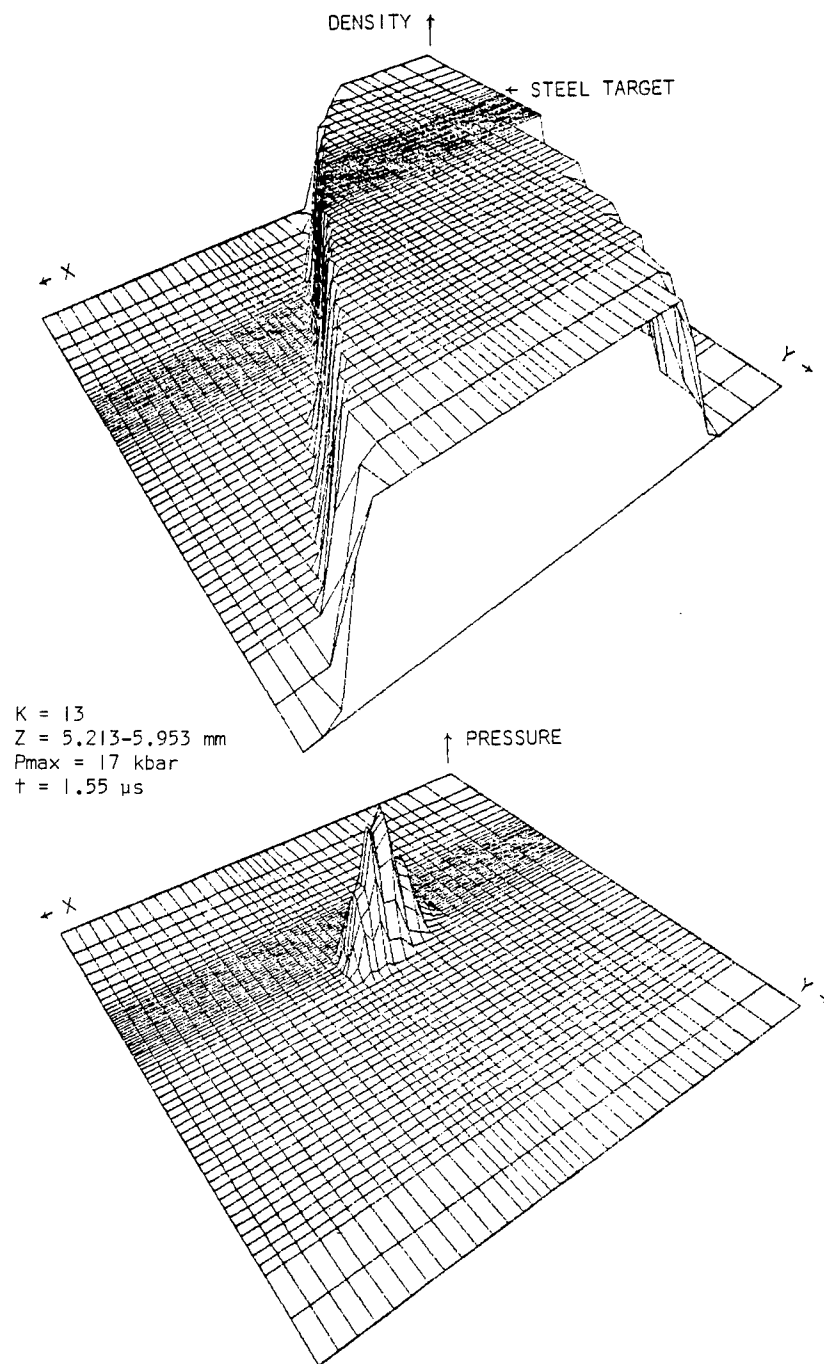 DENSITY ↑
← STEEL TARGET
← X
Y →
K = 13
Z = 5.213-5.953 mm
Pmax = 17 kbar
t = 1.55 µs
↑ PRESSURE
← X
Y →